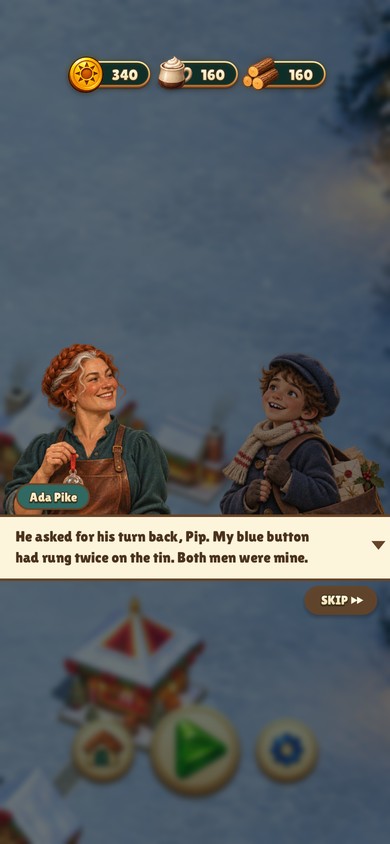 340
160
160
Ada Pike
He asked for his turn back, Pip. My blue button
had rung twice on the tin. Both men were mine.
SKIP